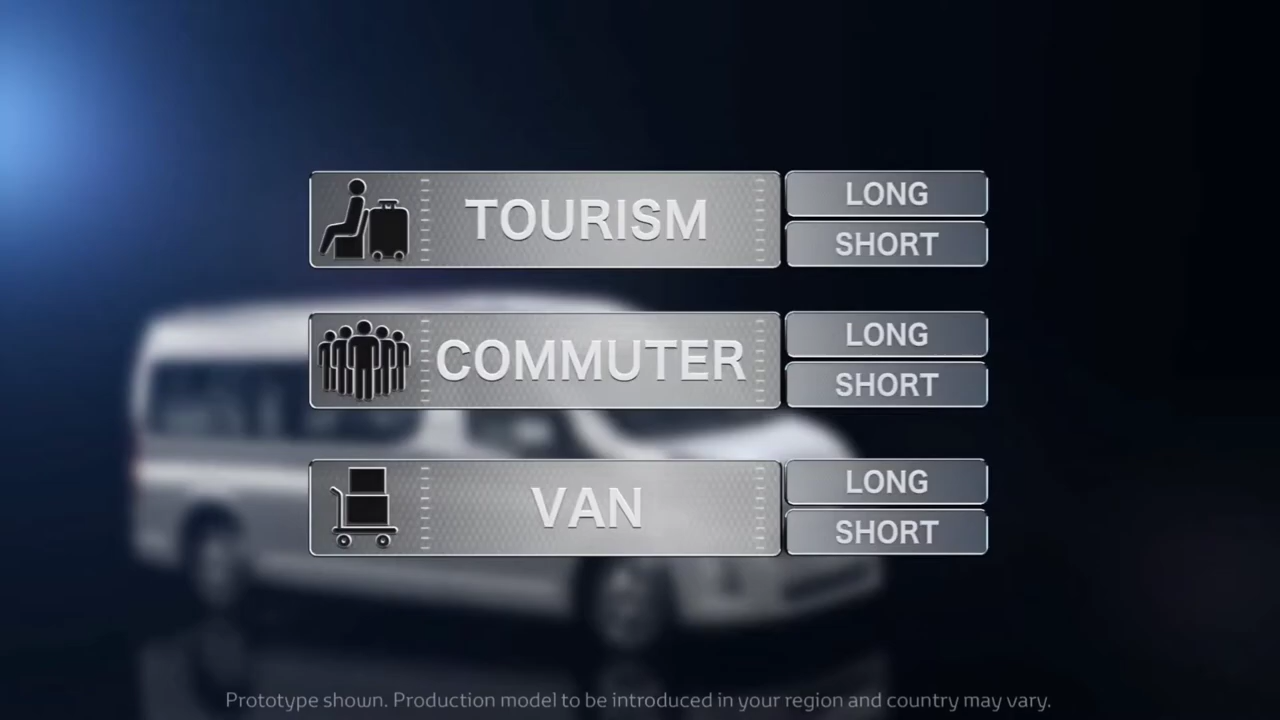 TOURISM
LONG
SHORT
COMMUTER
LONG
SHORT
VAN
LONG
SHORT
Prototype shown. Production model to be introduced in your region and country may vary.